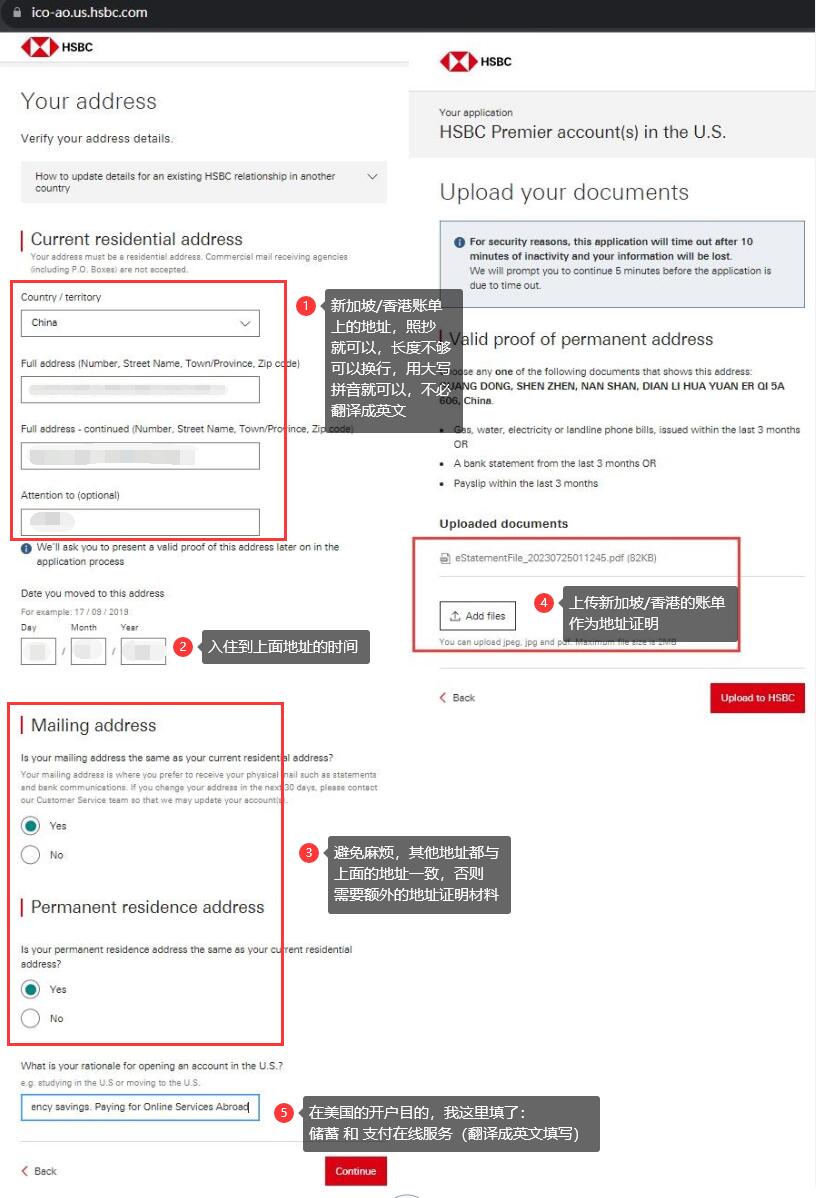 ico-ao.us.hsbc.com
HSBC
Your address
Verify your address details.
How to update details for an existing HSBC relationship in another
country
Current residential address
Your address must be a residential address. Commercial mail receiving agencies
(including P.O. Boxes) are not accepted.
Country / territory
China
Full address (Number, Street Name, Town/Province, Zip code)
Full address - continued (Number, Street Name, Town/Province, Zip code)
Attention to (optional)
We'll ask you to present a valid proof of this address later on in the
application process
1
新加坡/香港账单
上的地址，照抄
就可以，长度不够
可以换行，用大写
拼音就可以，不必
翻译成英文
Date you moved to this address
For example: 17 / 09 / 2019
Day Month Year
/ /
2
入住到上面地址的时间
Mailing address
Is your mailing address the same as your current residential address?
Your mailing address is where you prefer to receive your physical mail such as statements
and bank communications. If you change your address in the next 30 days, please contact
our Customer Service team so that we may update your account(s).
Yes
No
3
避免麻烦，其他地址都与
上面的地址一致，否则
需要额外的地址证明材料
Permanent residence address
Is your permanent residence address the same as your current residential
address?
Yes
No
What is your rationale for opening an account in the U.S.?
e.g. studying in the U.S or moving to the U.S.
ency savings. Paying for Online Services Abroad
5
在美国的开户目的，我这里填了：
储蓄 和 支付在线服务（翻译成英文填写）
Back
Continue
HSBC
Your application
HSBC Premier account(s) in the U.S.
Upload your documents
For security reasons, this application will time out after 10
minutes of inactivity and your information will be lost.
We will prompt you to continue 5 minutes before the application is
due to time out.
Valid proof of permanent address
oose any one of the following documents that shows this address:
UANG DONG, SHEN ZHEN, NAN SHAN, DIAN LI HUA YUAN ER QI 5A
606, China.
Gas, water, electricity or landline phone bills, issued within the last 3 months
OR
A bank statement from the last 3 months OR
Payslip within the last 3 months
Uploaded documents
eStatementFile_20230725011245.pdf (82KB)
Add files
4
上传新加坡/香港的账单
作为地址证明
You can upload jpeg, jpg and pdf. Maximum file size is 2MB
Back
Upload to HSBC